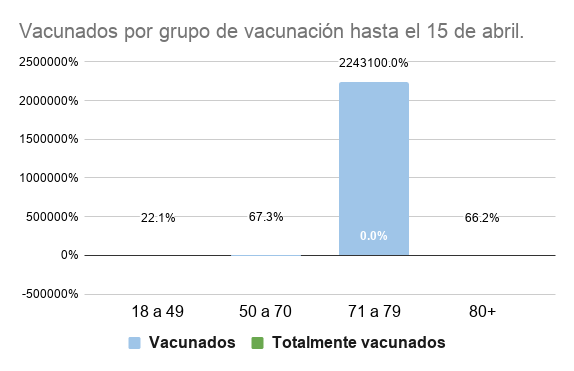 Vacunados por grupo de vacunación hasta el 15 de abril.
2500000%
2243100.0%
2000000%
1500000%
1000000%
500000%
22.1%
67.3%
66.2%
0.0%
0%
-500000%
18 a 49
50 a 70
71 a 79
80+
Vacunados
Totalmente vacunados